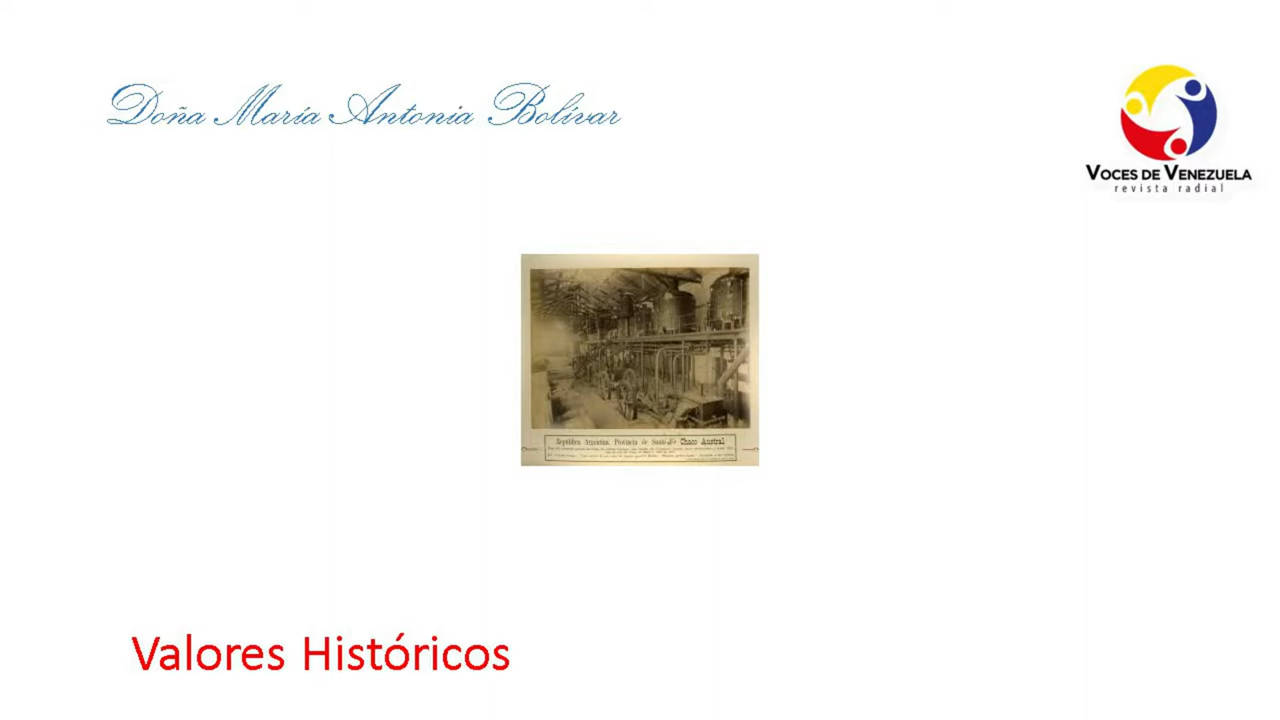 Doña María Antonia Bolívar
VOCES DE VENEZUELA
revista radial
República Argentina. Provincia de Santa Fe Chaco Austral
Valores Históricos